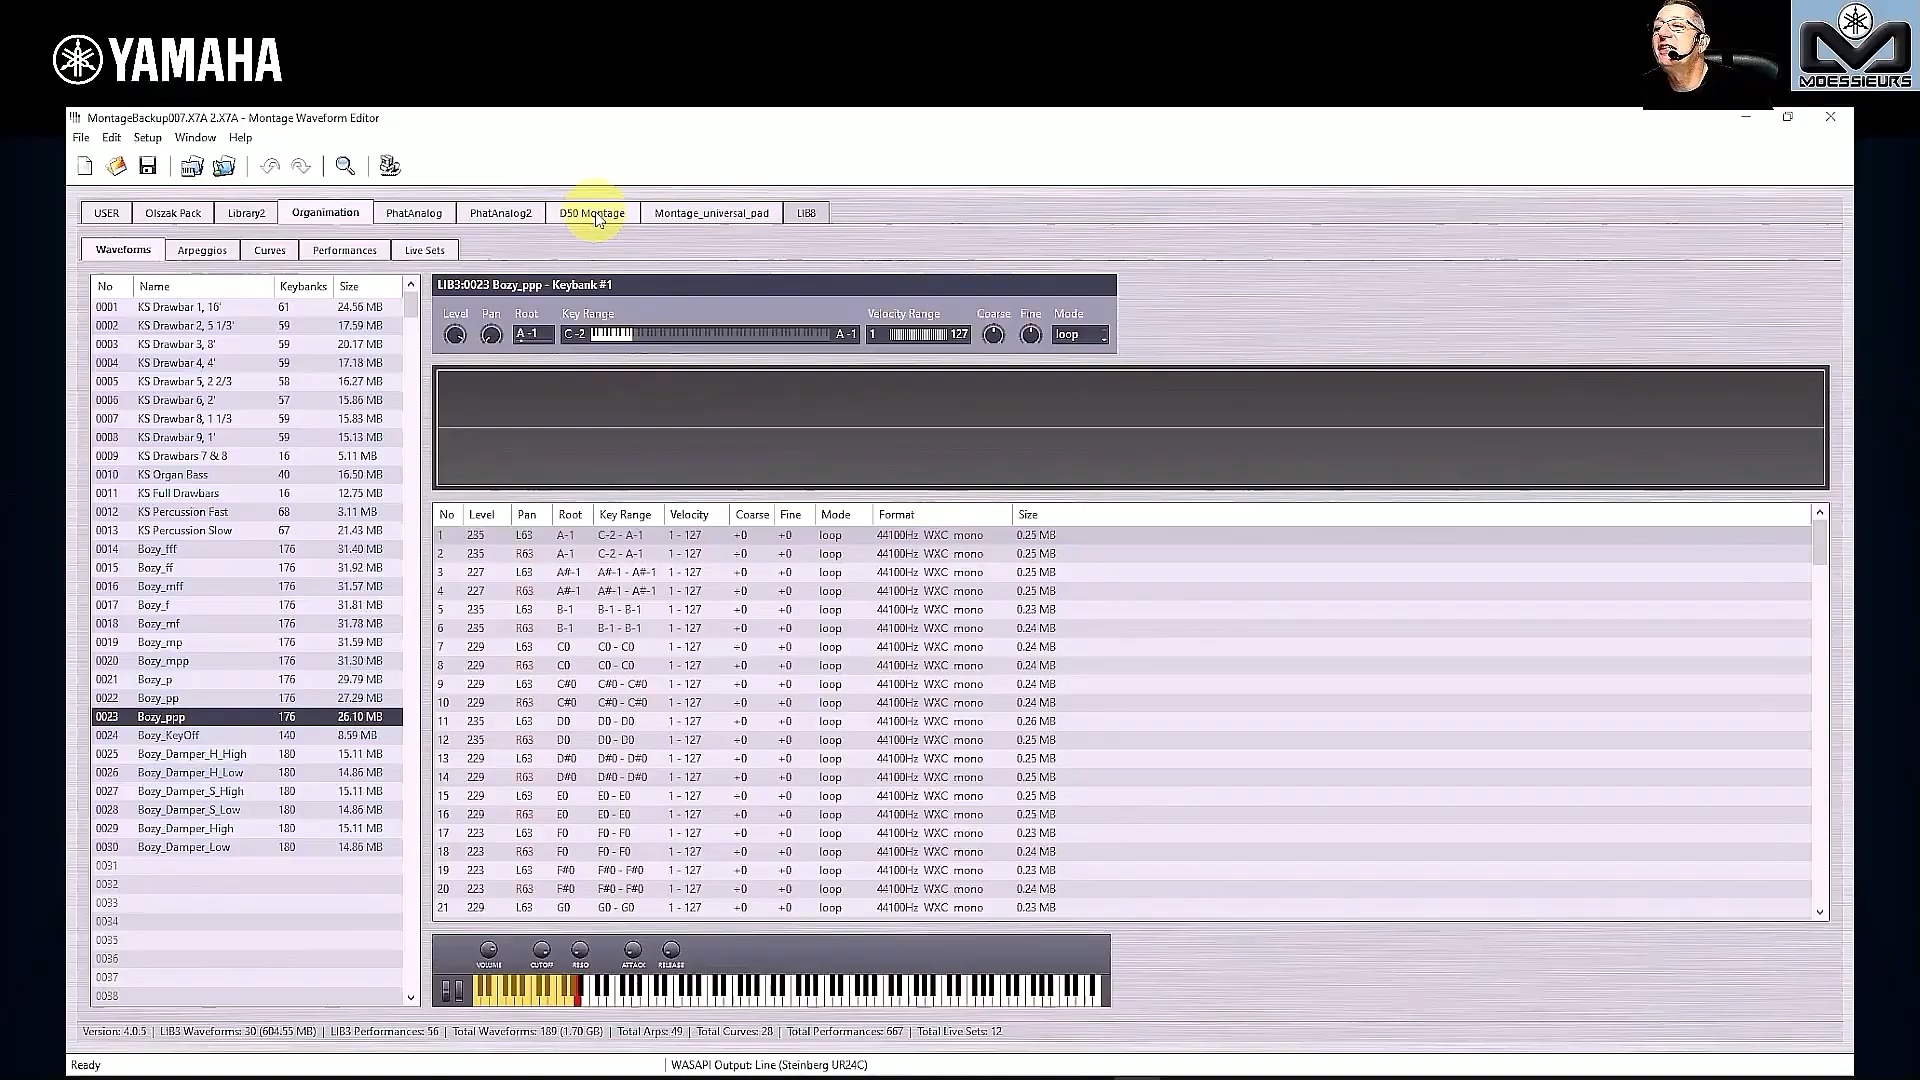 YAMAHA
MOESSIEURS
MontageBackup007.X7A 2.X7A - Montage Waveform Editor
File Edit Setup Window Help
USER Olszak Pack Library2 Organimation PhatAnalog PhatAnalog2 D50 Montage Montage_universal_pad LIB8
Waveforms Arpeggios Curves Performances Live Sets
No Name Keybanks Size
0001 KS Drawbar 1, 16' 61 24.56 MB
0002 KS Drawbar 2, 5 1/3' 59 17.59 MB
0003 KS Drawbar 3, 8' 59 20.17 MB
0004 KS Drawbar 4, 4' 59 17.18 MB
0005 KS Drawbar 5, 2 2/3 58 16.27 MB
0006 KS Drawbar 6, 2' 57 15.86 MB
0007 KS Drawbar 8, 1 1/3 59 15.83 MB
0008 KS Drawbar 9, 1' 59 15.13 MB
0009 KS Drawbars 7 & 8 16 5.11 MB
0010 KS Organ Bass 40 16.50 MB
0011 KS Full Drawbars 16 12.75 MB
0012 KS Percussion Fast 68 3.11 MB
0013 KS Percussion Slow 67 21.43 MB
0014 Bozy_fff 176 31.40 MB
0015 Bozy_ff 176 31.92 MB
0016 Bozy_mff 176 31.57 MB
0017 Bozy_f 176 31.81 MB
0018 Bozy_mf 176 31.78 MB
0019 Bozy_mp 176 31.59 MB
0020 Bozy_mpp 176 31.30 MB
0021 Bozy_p 176 29.79 MB
0022 Bozy_pp 176 27.29 MB
0023 Bozy_ppp 176 26.10 MB
0024 Bozy_KeyOff 140 8.59 MB
0025 Bozy_Damper_H_High 180 15.11 MB
0026 Bozy_Damper_H_Low 180 14.86 MB
0027 Bozy_Damper_S_High 180 15.11 MB
0028 Bozy_Damper_S_Low 180 14.86 MB
0029 Bozy_Damper_High 180 15.11 MB
0030 Bozy_Damper_Low 180 14.86 MB
0031
0032
0033
0034
0035
0036
0037
0038
LIB3:0023 Bozy_ppp - Keybank #1
Level Pan Root Key Range Velocity Range Coarse Fine Mode
A -1 C -2 A -1 1 127 loop
No Level Pan Root Key Range Velocity Coarse Fine Mode Format Size
1 235 L63 A-1 C-2 - A-1 1 - 127 +0 +0 loop 44100Hz WXC mono 0.25 MB
2 235 R63 A-1 C-2 - A-1 1 - 127 +0 +0 loop 44100Hz WXC mono 0.25 MB
3 227 L63 A#-1 A#-1 - A#-1 1 - 127 +0 +0 loop 44100Hz WXC mono 0.25 MB
4 227 R63 A#-1 A#-1 - A#-1 1 - 127 +0 +0 loop 44100Hz WXC mono 0.25 MB
5 235 L63 B-1 B-1 - B-1 1 - 127 +0 +0 loop 44100Hz WXC mono 0.23 MB
6 235 R63 B-1 B-1 - B-1 1 - 127 +0 +0 loop 44100Hz WXC mono 0.24 MB
7 229 L63 C0 C0 - C0 1 - 127 +0 +0 loop 44100Hz WXC mono 0.24 MB
8 229 R63 C0 C0 - C0 1 - 127 +0 +0 loop 44100Hz WXC mono 0.24 MB
9 229 L63 C#0 C#0 - C#0 1 - 127 +0 +0 loop 44100Hz WXC mono 0.24 MB
10 229 R63 C#0 C#0 - C#0 1 - 127 +0 +0 loop 44100Hz WXC mono 0.24 MB
11 235 L63 D0 D0 - D0 1 - 127 +0 +0 loop 44100Hz WXC mono 0.26 MB
12 235 R63 D0 D0 - D0 1 - 127 +0 +0 loop 44100Hz WXC mono 0.24 MB
13 229 L63 D#0 D#0 - D#0 1 - 127 +0 +0 loop 44100Hz WXC mono 0.25 MB
14 229 R63 D#0 D#0 - D#0 1 - 127 +0 +0 loop 44100Hz WXC mono 0.25 MB
15 229 L63 E0 E0 - E0 1 - 127 +0 +0 loop 44100Hz WXC mono 0.25 MB
16 229 R63 E0 E0 - E0 1 - 127 +0 +0 loop 44100Hz WXC mono 0.25 MB
17 223 L63 F0 F0 - F0 1 - 127 +0 +0 loop 44100Hz WXC mono 0.23 MB
18 223 R63 F0 F0 - F0 1 - 127 +0 +0 loop 44100Hz WXC mono 0.24 MB
19 223 L63 F#0 F#0 - F#0 1 - 127 +0 +0 loop 44100Hz WXC mono 0.23 MB
20 223 R63 F#0 F#0 - F#0 1 - 127 +0 +0 loop 44100Hz WXC mono 0.24 MB
21 229 L63 G0 G0 - G0 1 - 127 +0 +0 loop 44100Hz WXC mono 0.23 MB
VOLUME CUTOFF RESO ATTACK RELEASE
Version: 4.0.5 | LIB3 Waveforms: 30 (604.55 MB) | LIB3 Performances: 56 | Total Waveforms: 189 (1.70 GB) | Total Arps: 49 | Total Curves: 28 | Total Performances: 667 | Total Live Sets: 12
Ready WASAPI Output: Line (Steinberg UR24C)